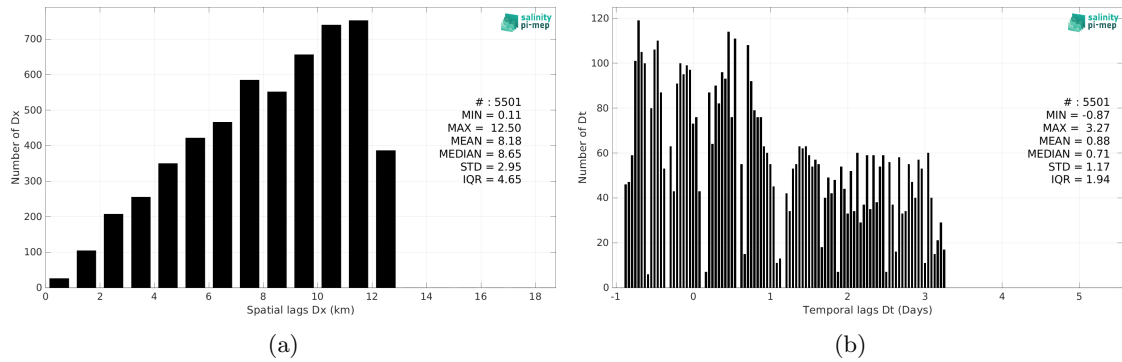 salinity
pi-mep
# : 5501
MIN = 0.11
MAX = 12.50
MEAN = 8.18
MEDIAN = 8.65
STD = 2.95
IQR = 4.65
Number of Dx
700
600
500
400
300
200
100
0
0 2 4 6 8 10 12 14 16 18
Spatial lags Dx (km)
(a)
salinity
pi-mep
# : 5501
MIN = -0.87
MAX = 3.27
MEAN = 0.88
MEDIAN = 0.71
STD = 1.17
IQR = 1.94
Number of Dt
120
100
80
60
40
20
0
-1 0 1 2 3 4 5
Temporal lags Dt (Days)
(b)